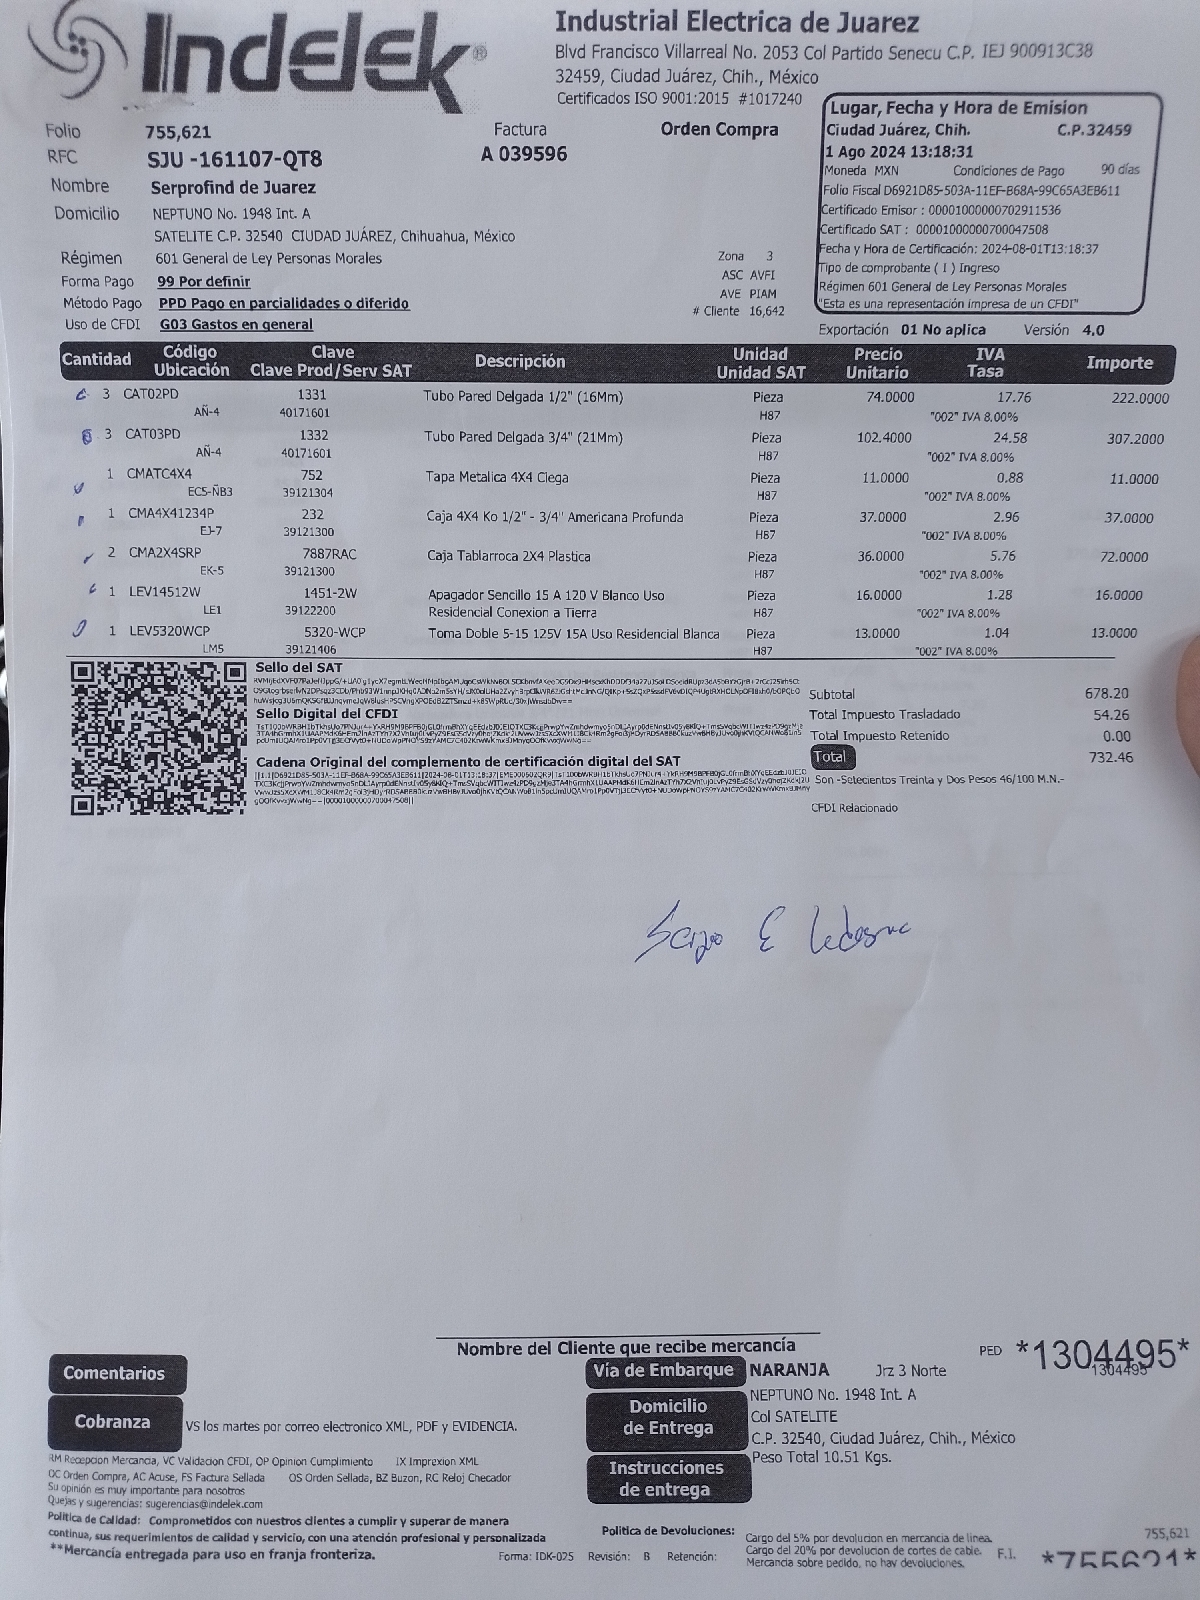 Indelek®
Industrial Electrica de Juarez
Blvd Francisco Villarreal No. 2053 Col Partido Senecu C.P. IEJ 900913C38
32459, Ciudad Juárez, Chih., México
Certificados ISO 9001:2015 #1017240
Folio 755,621
Factura
A 039596
Orden Compra
RFC SJU -161107-QT8
Nombre Serprofind de Juarez
Domicilio NEPTUNO No. 1948 Int. A
SATELITE C.P. 32540 CIUDAD JUÁREZ, Chihuahua, México
Régimen 601 General de Ley Personas Morales
Forma Pago 99 Por definir
Método Pago PPD Pago en parcialidades o diferido
Uso de CFDI G03 Gastos en general
Zona 3
ASC AVFI
AVE PIAM
# Cliente 16,642
Lugar, Fecha y Hora de Emision
Ciudad Juárez, Chih. C.P.32459
1 Ago 2024 13:18:31
Moneda MXN Condiciones de Pago 90 días
Folio Fiscal D6921D85-503A-11EF-B68A-99C65A3EB611
Certificado Emisor : 00001000000702911536
Certificado SAT : 00001000000700047508
Fecha y Hora de Certificación: 2024-08-01T13:18:37
Tipo de comprobante ( I ) Ingreso
Régimen 601 General de Ley Personas Morales
"Esta es una representación impresa de un CFDI"
Exportación 01 No aplica Versión 4.0
Cantidad Código Clave Descripción Unidad Precio IVA Importe
Ubicación Clave Prod/Serv SAT Unidad SAT Unitario Tasa
3 CAT02PD 1331 Tubo Pared Delgada 1/2" (16Mm) Pieza 74.0000 17.76 222.0000
AÑ-4 40171601 H87 "002" IVA 8.00%
3 CAT03PD 1332 Tubo Pared Delgada 3/4" (21Mm) Pieza 102.4000 24.58 307.2000
AÑ-4 40171601 H87 "002" IVA 8.00%
1 CMATC4X4 752 Tapa Metalica 4X4 Ciega Pieza 11.0000 0.88 11.0000
ECS-ÑB3 39121304 H87 "002" IVA 8.00%
1 CMA4X41234P 232 Caja 4X4 Ko 1/2" - 3/4" Americana Profunda Pieza 37.0000 2.96 37.0000
EJ-7 39121300 H87 "002" IVA 8.00%
2 CMA2X4SRP 7887RAC Caja Tablarroca 2X4 Plastica Pieza 36.0000 5.76 72.0000
EK-5 39121300 H87 "002" IVA 8.00%
1 LEV14512W 1451-2W Apagador Sencillo 15 A 120 V Blanco Uso Pieza 16.0000 1.28 16.0000
LE1 39122200 Residencial Conexion a Tierra H87 "002" IVA 8.00%
1 LEV5320WCP 5320-WCP Toma Doble 5-15 125V 15A Uso Residencial Blanca Pieza 13.0000 1.04 13.0000
LM5 39121406 H87 "002" IVA 8.00%
Sello del SAT
Sello Digital del CFDI
Cadena Original del complemento de certificación digital del SAT
Subtotal 678.20
Total Impuesto Trasladado 54.26
Total Impuesto Retenido 0.00
Total 732.46
Son -Setecientos Treinta y Dos Pesos 46/100 M.N.-
CFDI Relacionado
Sergio E Ledesma
Nombre del Cliente que recibe mercancía
PED *1304495*
1304495
Comentarios
Vía de Embarque NARANJA Jrz 3 Norte
Cobranza VS los martes por correo electronico XML, PDF y EVIDENCIA.
Domicilio de Entrega
NEPTUNO No. 1948 Int. A
Col SATELITE
C.P. 32540, Ciudad Juárez, Chih., México
Peso Total 10.51 Kgs.
Instrucciones de entrega
RM Recepcion Mercancia, VC Validacion CFDI, OP Opinion Cumplimiento IX Imprexion XML
OC Orden Compra, AC Acuse, FS Factura Sellada OS Orden Sellada, BZ Buzon, RC Reloj Checador
Su opinión es muy importante para nosotros
Quejas y sugerencias: sugerencias@indelek.com
Politica de Calidad: Comprometidos con nuestros clientes a cumplir y superar de manera
continua, sus requerimientos de calidad y servicio, con una atención profesional y personalizada
**Mercancía entregada para uso en franja fronteriza.
Forma: IDK-075 Revisión: B Retención:
Politica de Devoluciones: Cargo del 5% por devolucion en mercancia de linea.
Cargo del 20% por devolucion de cortes de cable.
Mercancia sobre pedido, no hay devoluciones.
F.I.
755,621
*755621*